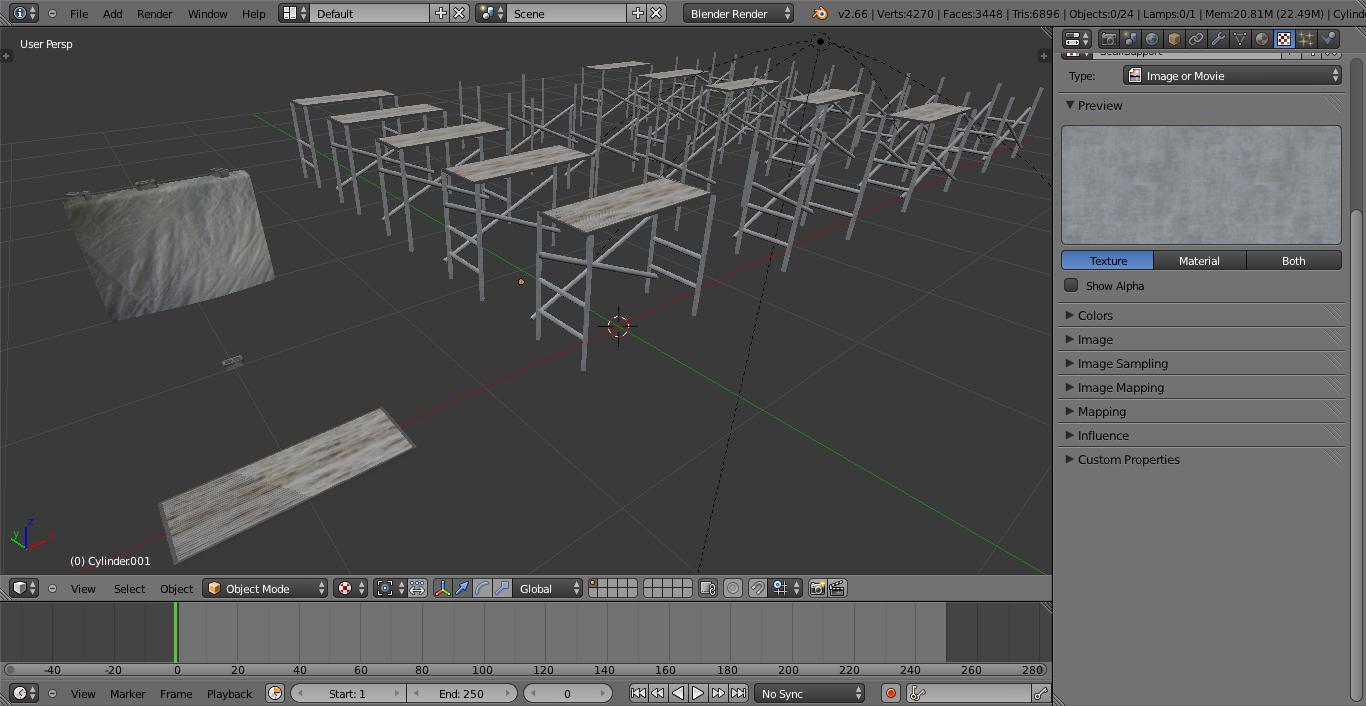 File Add Render Window Help Default Scene Blender Render v2.66 | Verts:4270 | Faces:3448 | Tris:6896 | Objects:0/24 | Lamps:0/1 | Mem:20.81M (22.49M) | Cylind
User Persp
Type: Image or Movie
Preview
Texture Material Both
Show Alpha
Colors
Image
Image Sampling
Image Mapping
Mapping
Influence
Custom Properties
z
y x
(0) Cylinder.001
View Select Object Object Mode Global
-40 -20 0 20 40 60 80 100 120 140 160 180 200 220 240 260 280
View Marker Frame Playback Start: 1 End: 250 0 No Sync